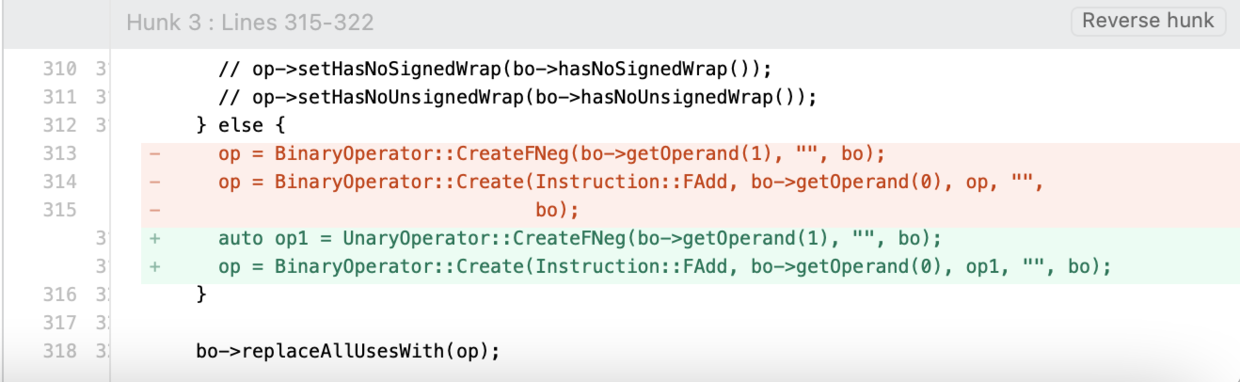 Hunk 3 : Lines 315-322
Reverse hunk
310 3 // op->setHasNoSignedWrap(bo->hasNoSignedWrap());
311 3 // op->setHasNoUnsignedWrap(bo->hasNoUnsignedWrap());
312 3 } else {
313 - op = BinaryOperator::CreateFNeg(bo->getOperand(1), "", bo);
314 - op = BinaryOperator::Create(Instruction::FAdd, bo->getOperand(0), op, "",
315 - bo);
3 + auto op1 = UnaryOperator::CreateFNeg(bo->getOperand(1), "", bo);
3 + op = BinaryOperator::Create(Instruction::FAdd, bo->getOperand(0), op1, "", bo);
316 3 }
317 3
318 3 bo->replaceAllUsesWith(op);